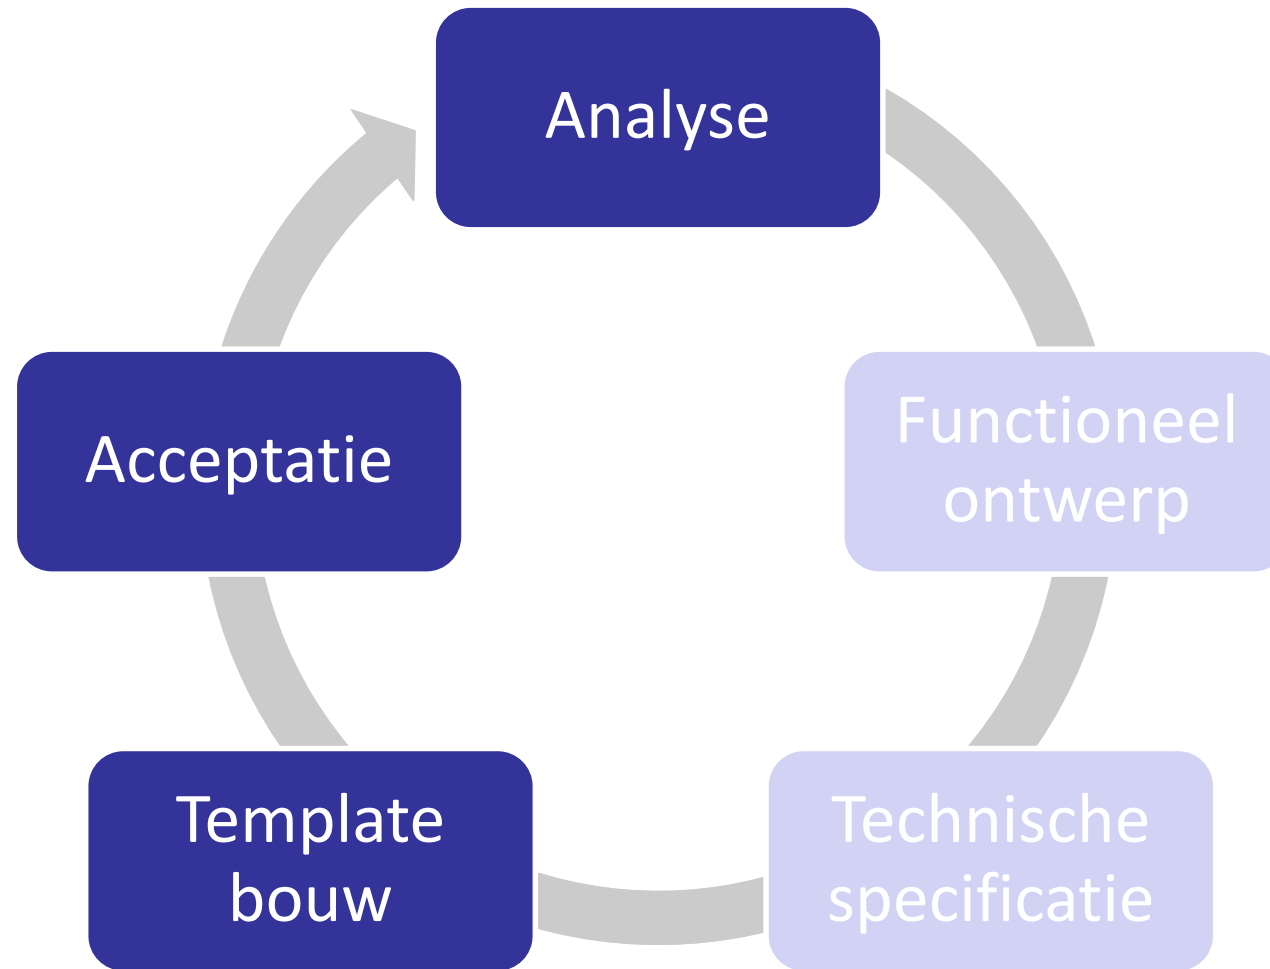 Analyse
Functioneel
ontwerp
Technische
specificatie
Template
bouw
Acceptatie